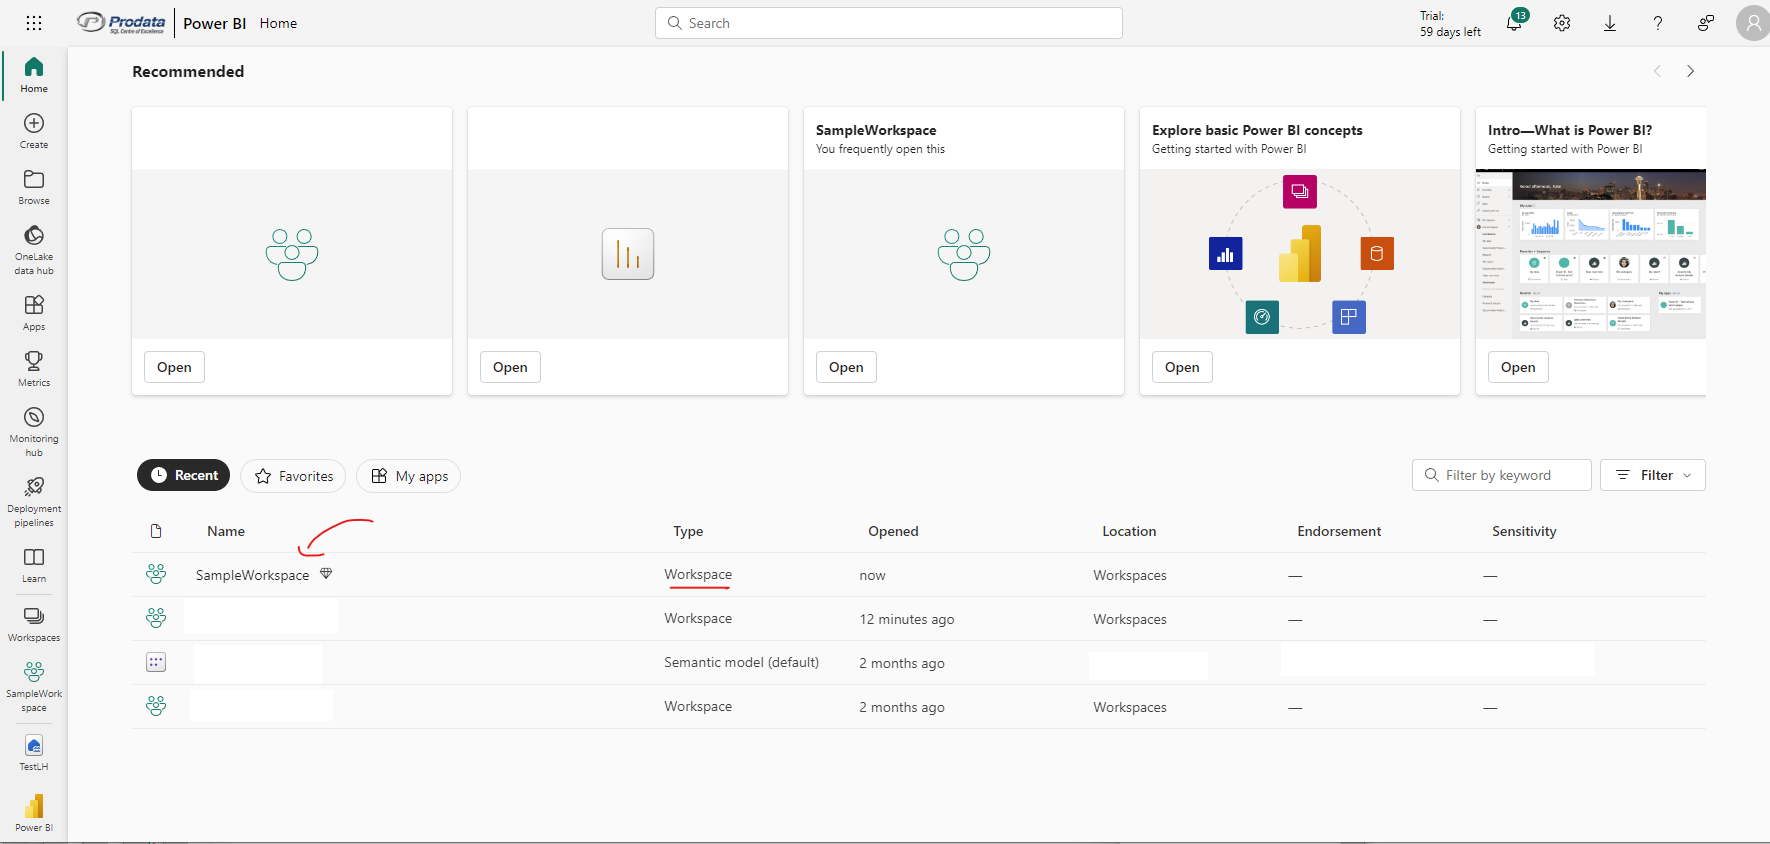 Prodata
SQL Centre of Excellence
Power BI
Home
Search
Trial:
59 days left
13
Home
Create
Browse
OneLake
data hub
Apps
Metrics
Monitoring
hub
Deployment
pipelines
Learn
Workspaces
SampleWork
space
TestLH
Power BI
Recommended
Open
Open
SampleWorkspace
You frequently open this
Open
Explore basic Power BI concepts
Getting started with Power BI
Open
Intro—What is Power BI?
Getting started with Power BI
Good afternoon, Kate
Open
Recent
Favorites
My apps
Filter by keyword
Filter
Name Type Opened Location Endorsement Sensitivity
SampleWorkspace Workspace now Workspaces — —
Workspace 12 minutes ago Workspaces — —
Semantic model (default) 2 months ago
Workspace 2 months ago Workspaces — —